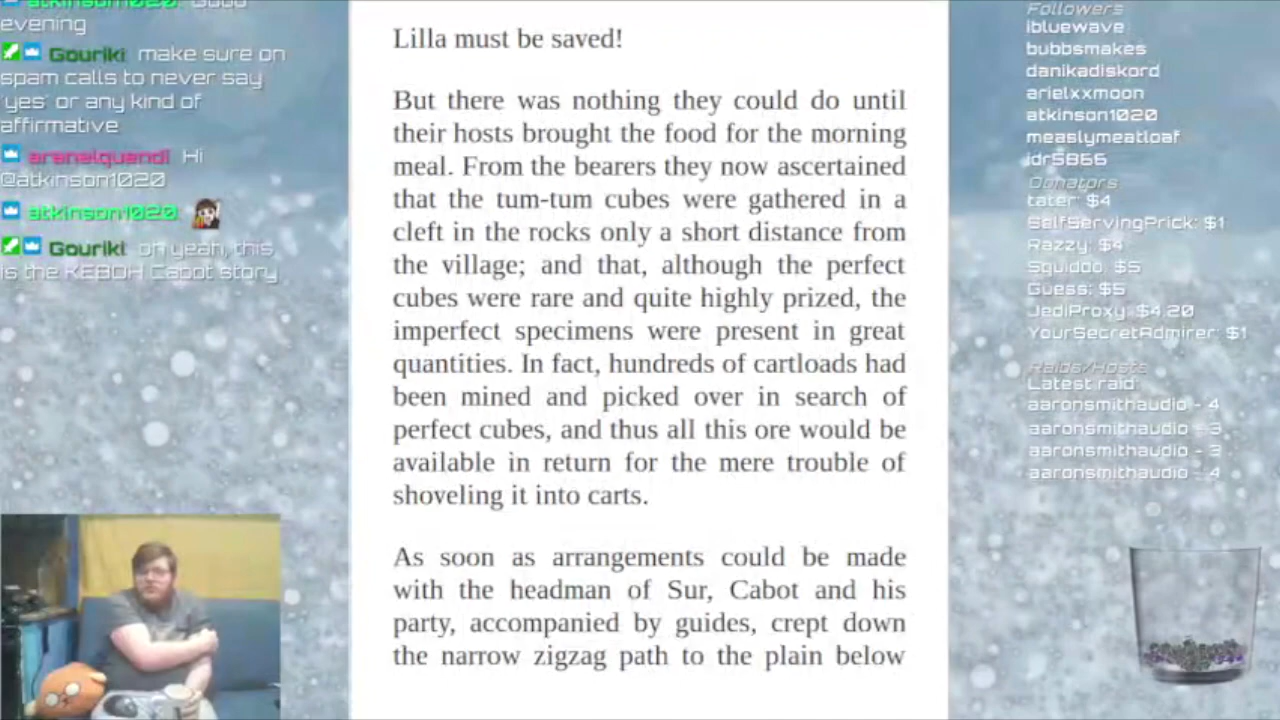 atkinson1020: Good
evening
Gouriki: make sure on
spam calls to never say
'yes' or any kind of
affirmative
aranelquendi: Hi
@atkinson1020
atkinson1020:
Gouriki: oh yeah, this
is the KEBOH Cabot story
Lilla must be saved!
But there was nothing they could do until
their hosts brought the food for the morning
meal. From the bearers they now ascertained
that the tum-tum cubes were gathered in a
cleft in the rocks only a short distance from
the village; and that, although the perfect
cubes were rare and quite highly prized, the
imperfect specimens were present in great
quantities. In fact, hundreds of cartloads had
been mined and picked over in search of
perfect cubes, and thus all this ore would be
available in return for the mere trouble of
shoveling it into carts.
As soon as arrangements could be made
with the headman of Sur, Cabot and his
party, accompanied by guides, crept down
the narrow zigzag path to the plain below
Followers
ibluewave
bubbsmakes
danikadiskord
arielxxmoon
atkinson1020
measlymeatloaf
jdr5866
Donators
tater: $4
SelfServingPrick: $1
Razzy: $4
Squidoo: $5
Guess: $5
JediProxy: $4.20
YourSecretAdmirer: $1
Raids/Hosts
Latest raid:
aaronsmithaudio - 4
aaronsmithaudio - 3
aaronsmithaudio - 3
aaronsmithaudio - 4